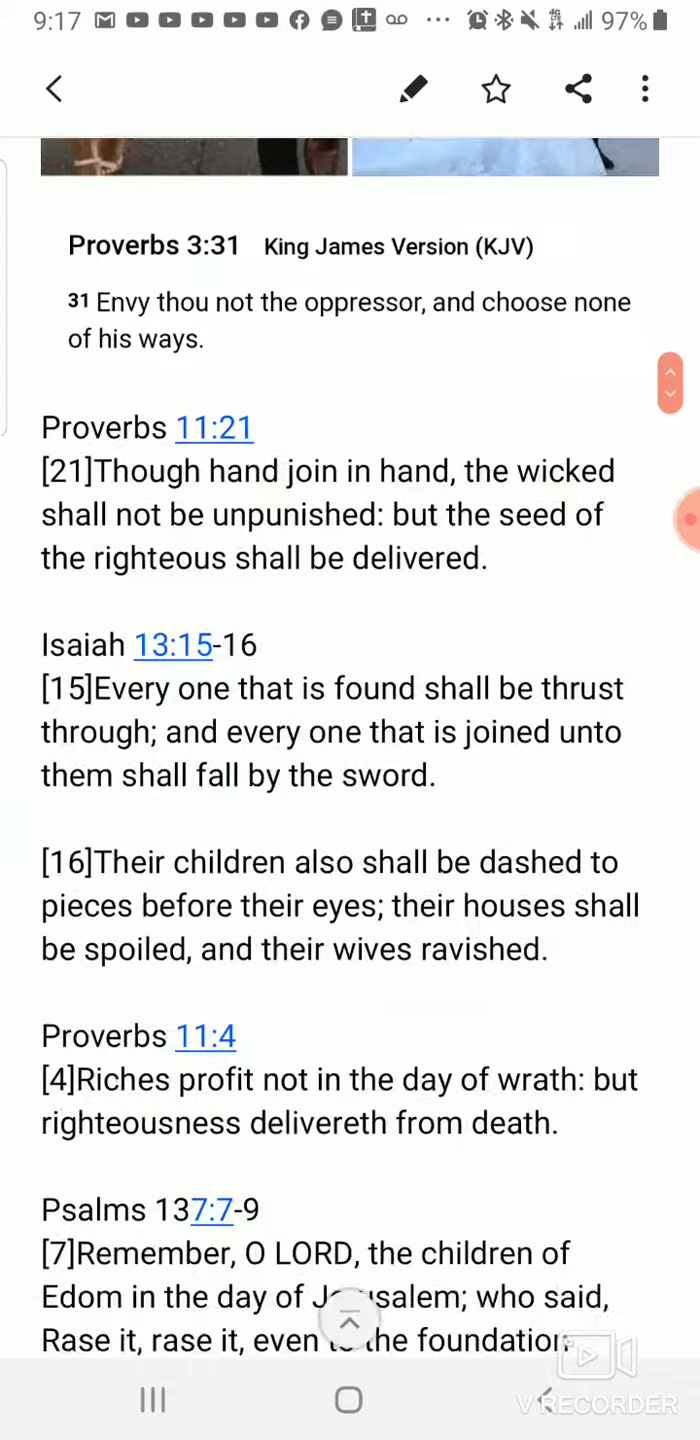 9:17 97%
Proverbs 3:31 King James Version (KJV)
31 Envy thou not the oppressor, and choose none
of his ways.
Proverbs 11:21
[21]Though hand join in hand, the wicked
shall not be unpunished: but the seed of
the righteous shall be delivered.
Isaiah 13:15-16
[15]Every one that is found shall be thrust
through; and every one that is joined unto
them shall fall by the sword.
[16]Their children also shall be dashed to
pieces before their eyes; their houses shall
be spoiled, and their wives ravished.
Proverbs 11:4
[4]Riches profit not in the day of wrath: but
righteousness delivereth from death.
Psalms 137:7-9
[7]Remember, O LORD, the children of
Edom in the day of Jerusalem; who said,
Rase it, rase it, even to the foundation
V RECORDER